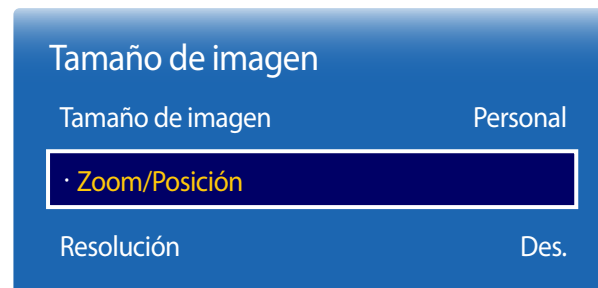 Tamaño de imagen
Tamaño de imagen Personal
· Zoom/Posición
Resolución Des.